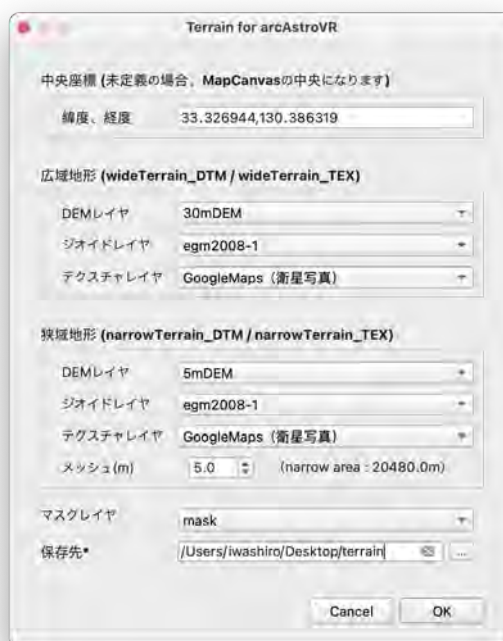 Terrain for arcAstroVR
中央座標 (未定義の場合、MapCanvasの中央になります)
緯度、経度 33.326944,130.386319
広域地形 (wideTerrain_DTM / wideTerrain_TEX)
DEMレイヤ 30mDEM
ジオイドレイヤ egm2008-1
テクスチャレイヤ GoogleMaps（衛星写真）
狭域地形 (narrowTerrain_DTM / narrowTerrain_TEX)
DEMレイヤ 5mDEM
ジオイドレイヤ egm2008-1
テクスチャレイヤ GoogleMaps（衛星写真）
メッシュ(m) 5.0 (narrow area : 20480.0m)
マスクレイヤ mask
保存先* /Users/iwashiro/Desktop/terrain ...
Cancel OK